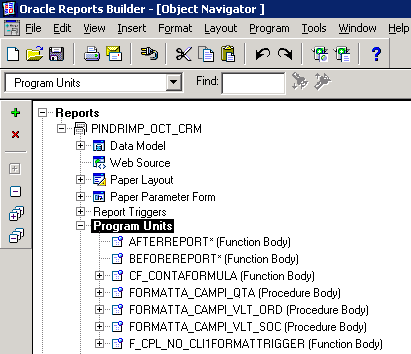 Oracle Reports Builder - [Object Navigator ]
File Edit View Insert Format Layout Program Tools Window Help
Program Units Find:
Reports
PINDRIMP_OCT_CRM
Data Model
Web Source
Paper Layout
Paper Parameter Form
Report Triggers
Program Units
AFTERREPORT* (Function Body)
BEFOREREPORT* (Function Body)
CF_CONTAFORMULA (Function Body)
FORMATTA_CAMPI_QTA (Procedure Body)
FORMATTA_CAMPI_VLT_ORD (Procedure Body)
FORMATTA_CAMPI_VLT_SOC (Procedure Body)
F_CPL_NO_CLI1FORMATTRIGGER (Function Body)